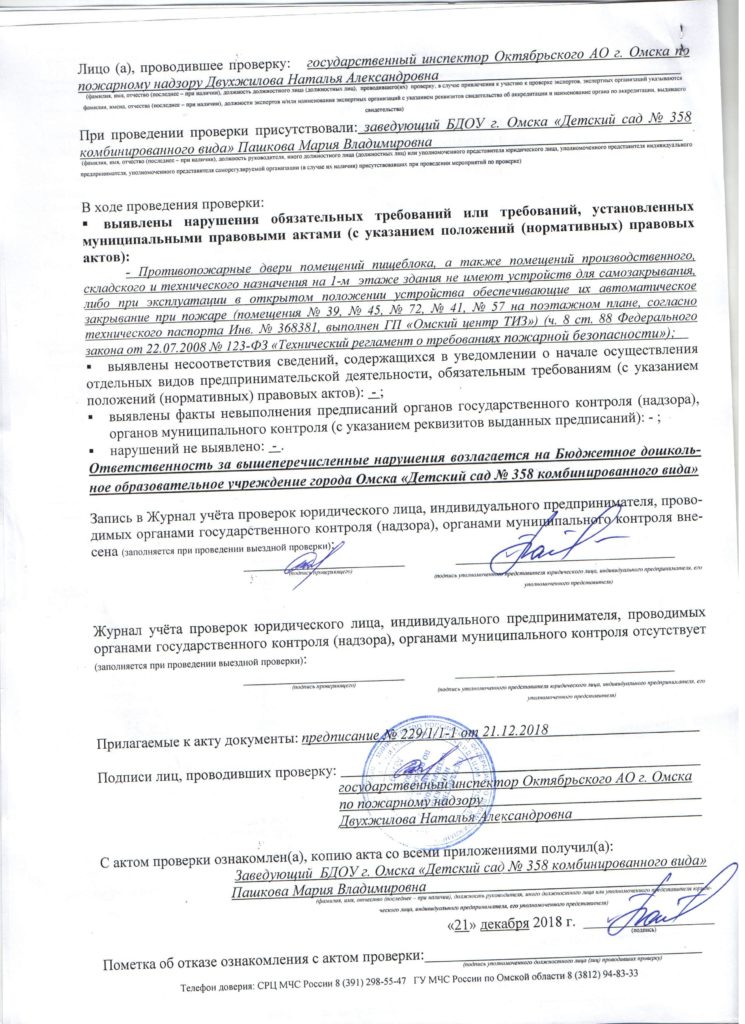 Лицо (а), проводившее проверку: государственный инспектор Октябрьского АО г. Омска по
пожарному надзору Двухжилова Наталья Александровна
(фамилия, имя, отчество (последнее – при наличии), должность должностного лица (должностных лиц), проводившего(их) проверку; в случае привлечения к участию к проверке экспертов, экспертных организаций указываются
фамилии, имена, отчества (последнее – при наличии), должности экспертов и/или наименования экспертных организаций с указанием реквизитов свидетельства об аккредитации и наименование органа по аккредитации, выдавшего
свидетельство)
При проведении проверки присутствовали: заведующий БДОУ г. Омска «Детский сад № 358
комбинированного вида» Пашкова Мария Владимировна
(фамилия, имя, отчество (последнее – при наличии), должность руководителя, иного должностного лица (должностных лиц) или уполномоченного представителя юридического лица, уполномоченного представителя индивидуального
предпринимателя, уполномоченного представителя саморегулируемой организации (в случае их наличии) присутствовавших при проведении мероприятий по проверке)
В ходе проведения проверки:
▪ выявлены нарушения обязательных требований или требований, установленных
муниципальными правовыми актами (с указанием положений (нормативных) правовых
актов):
- Противопожарные двери помещений пищеблока, а также помещений производственного,
складского и технического назначения на 1-м этаже здания не имеют устройств для самозакрывания,
либо при эксплуатации в открытом положении устройства обеспечивающие их автоматическое
закрывание при пожаре (помещения № 39, № 45, № 72, № 41, № 57 на поэтажном плане, согласно
технического паспорта Инв. № 368381, выполнен ГП «Омский центр ТИЗ») (ч. 8 ст. 88 Федерального
закона от 22.07.2008 № 123-ФЗ «Технический регламент о требованиях пожарной безопасности»);
▪ выявлены несоответствия сведений, содержащихся в уведомлении о начале осуществления
отдельных видов предпринимательской деятельности, обязательным требованиям (с указанием
положений (нормативных) правовых актов): - ;
▪ выявлены факты невыполнения предписаний органов государственного контроля (надзора),
органов муниципального контроля (с указанием реквизитов выданных предписаний): - ;
▪ нарушений не выявлено: - .
Ответственность за вышеперечисленные нарушения возлагается на Бюджетное дошколь-
ное образовательное учреждение города Омска «Детский сад № 358 комбинированного вида»
Запись в Журнал учёта проверок юридического лица, индивидуального предпринимателя, прово-
димых органами государственного контроля (надзора), органами муниципального контроля вне-
сена (заполняется при проведении выездной проверки):
(подпись проверяющего) (подпись уполномоченного представителя юридического лица, индивидуального предпринимателя, его
уполномоченного представителя)
Журнал учёта проверок юридического лица, индивидуального предпринимателя, проводимых
органами государственного контроля (надзора), органами муниципального контроля отсутствует
(заполняется при проведении выездной проверки):
(подпись проверяющего) (подпись уполномоченного представителя юридического лица, индивидуального предпринимателя, его
уполномоченного представителя)
Прилагаемые к акту документы: предписание № 229/1/1-1 от 21.12.2018
Подписи лиц, проводивших проверку:
государственный инспектор Октябрьского АО г. Омска
по пожарному надзору
Двухжилова Наталья Александровна
С актом проверки ознакомлен(а), копию акта со всеми приложениями получил(а):
Заведующий БДОУ г. Омска «Детский сад № 358 комбинированного вида»
Пашкова Мария Владимировна
(фамилия, имя, отчество (последнее – при наличии), должность руководителя, иного должностного лица или уполномоченного представителя юриди-
ческого лица, индивидуального предпринимателя, его уполномоченного представителя)
«21» декабря 2018 г.
(подпись)
Пометка об отказе ознакомления с актом проверки:
(подпись уполномоченного должностного лица (лиц) проводивших проверку)
Телефон доверия: СРЦ МЧС России 8 (391) 298-55-47 ГУ МЧС России по Омской области 8 (3812) 94-83-33